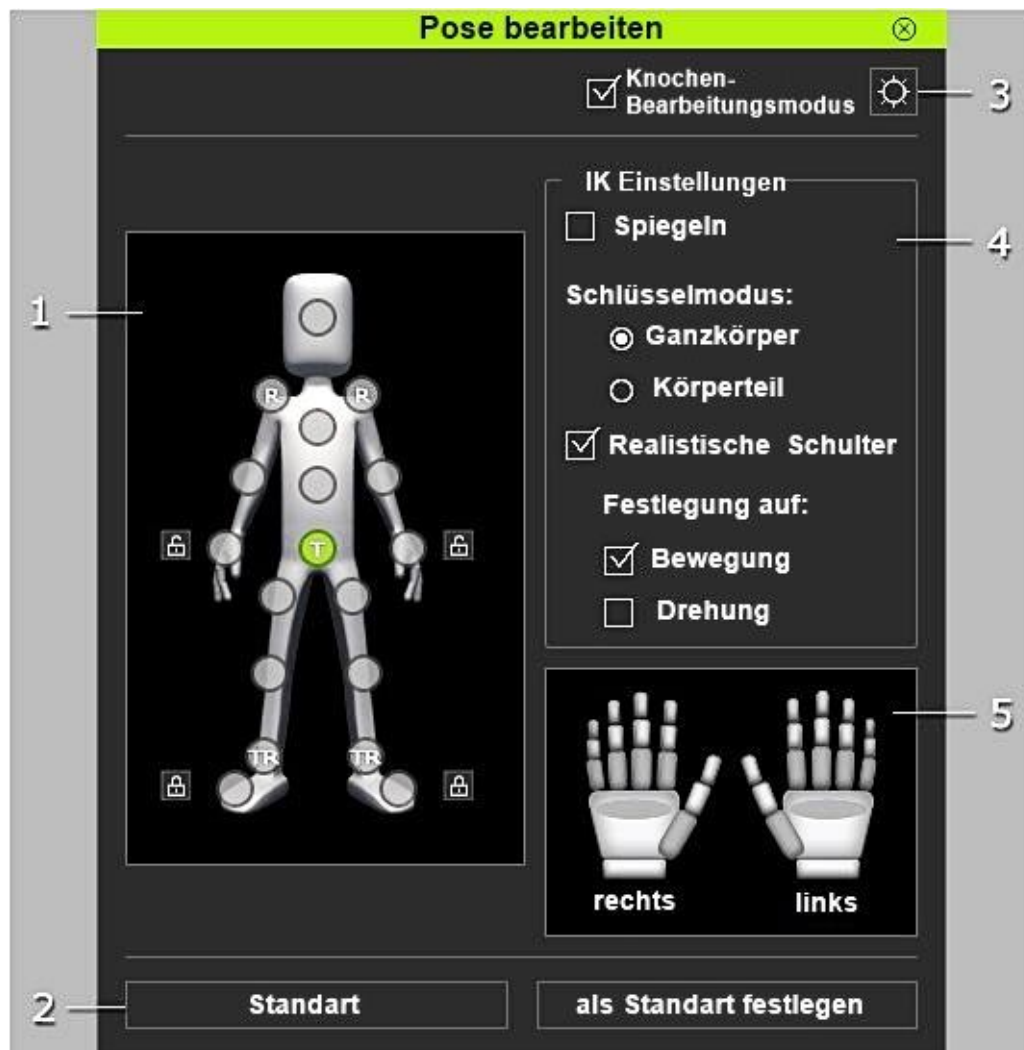 Pose bearbeiten
Knochen-
Bearbeitungsmodus
3
IK Einstellungen
Spiegeln
4
Schlüsselmodus:
1
Ganzkörper
Körperteil
R R
Realistische Schulter
Festlegung auf:
T
Bewegung
Drehung
5
TR TR
rechts links
2
Standart
als Standart festlegen